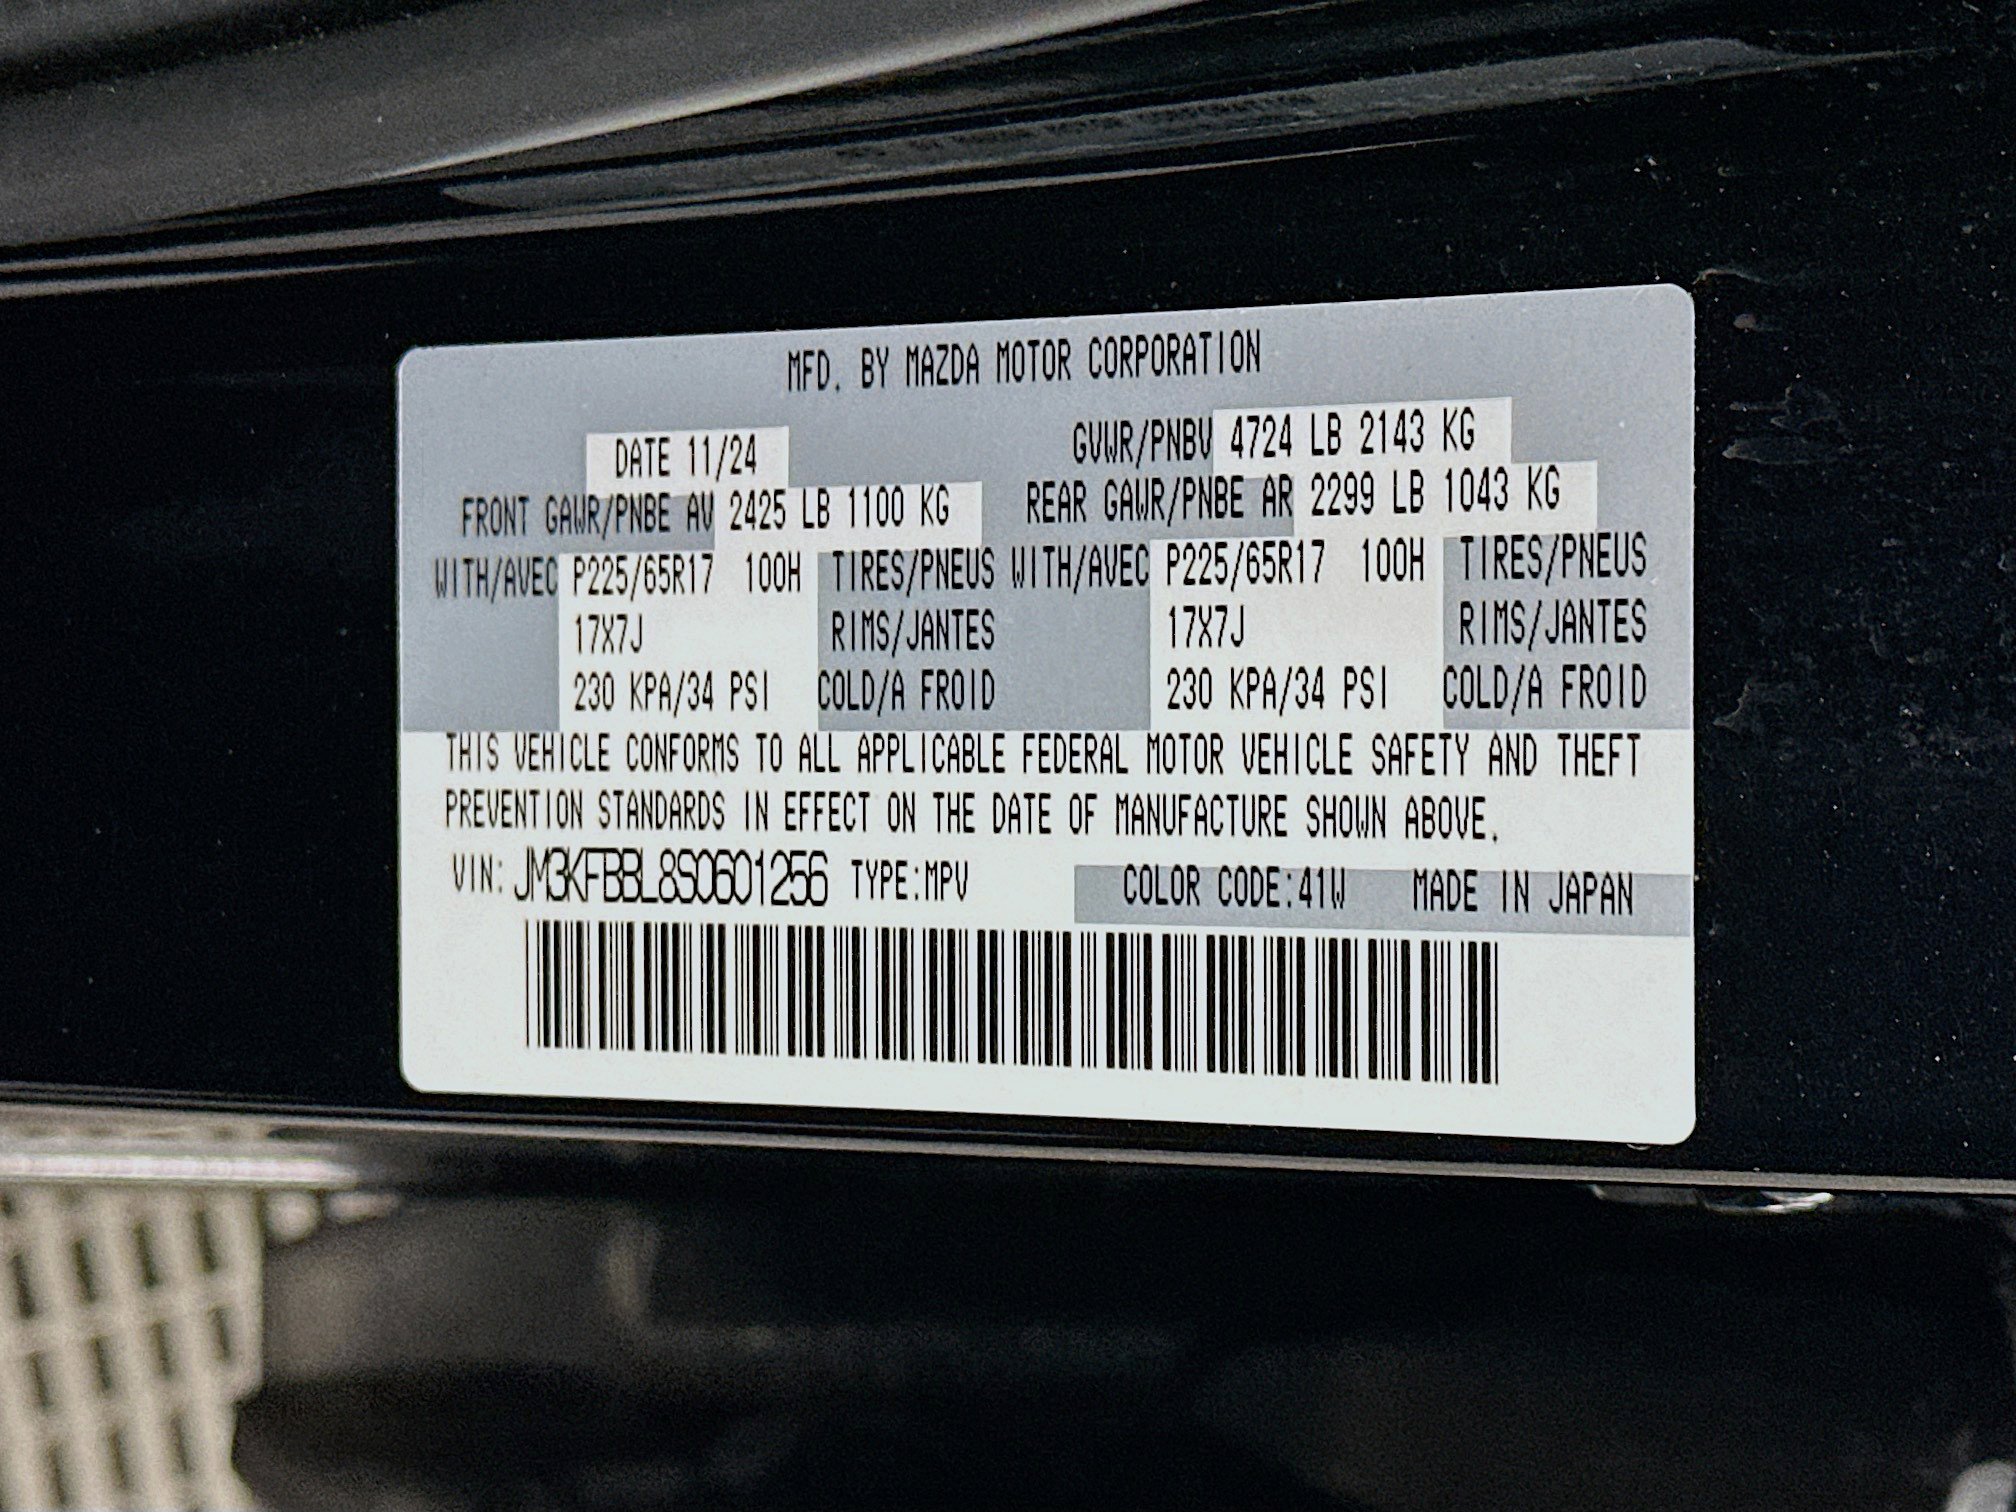 MFD. BY MAZDA MOTOR CORPORATION
DATE 11/24 GVWR/PNBV 4724 LB 2143 KG
FRONT GAWR/PNBE AV 2425 LB 1100 KG REAR GAWR/PNBE AR 2299 LB 1043 KG
WITH/AVEC P225/65R17 100H TIRES/PNEUS WITH/AVEC P225/65R17 100H TIRES/PNEUS
17X7J RIMS/JANTES 17X7J RIMS/JANTES
230 KPA/34 PSI COLD/A FROID 230 KPA/34 PSI COLD/A FROID
THIS VEHICLE CONFORMS TO ALL APPLICABLE FEDERAL MOTOR VEHICLE SAFETY AND THEFT
PREVENTION STANDARDS IN EFFECT ON THE DATE OF MANUFACTURE SHOWN ABOVE.
VIN: JM3KFBBL8S0601256 TYPE:MPV COLOR CODE:41W MADE IN JAPAN